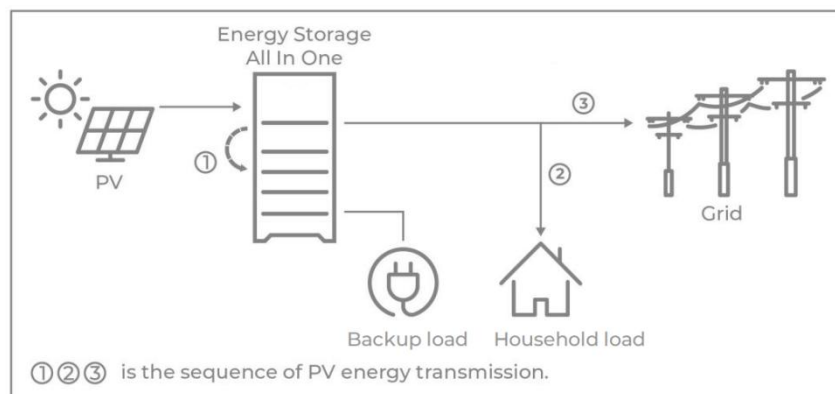 Energy Storage
All In One
③
①
PV
②
Grid
Backup load
Household load
①②③ is the sequence of PV energy transmission.